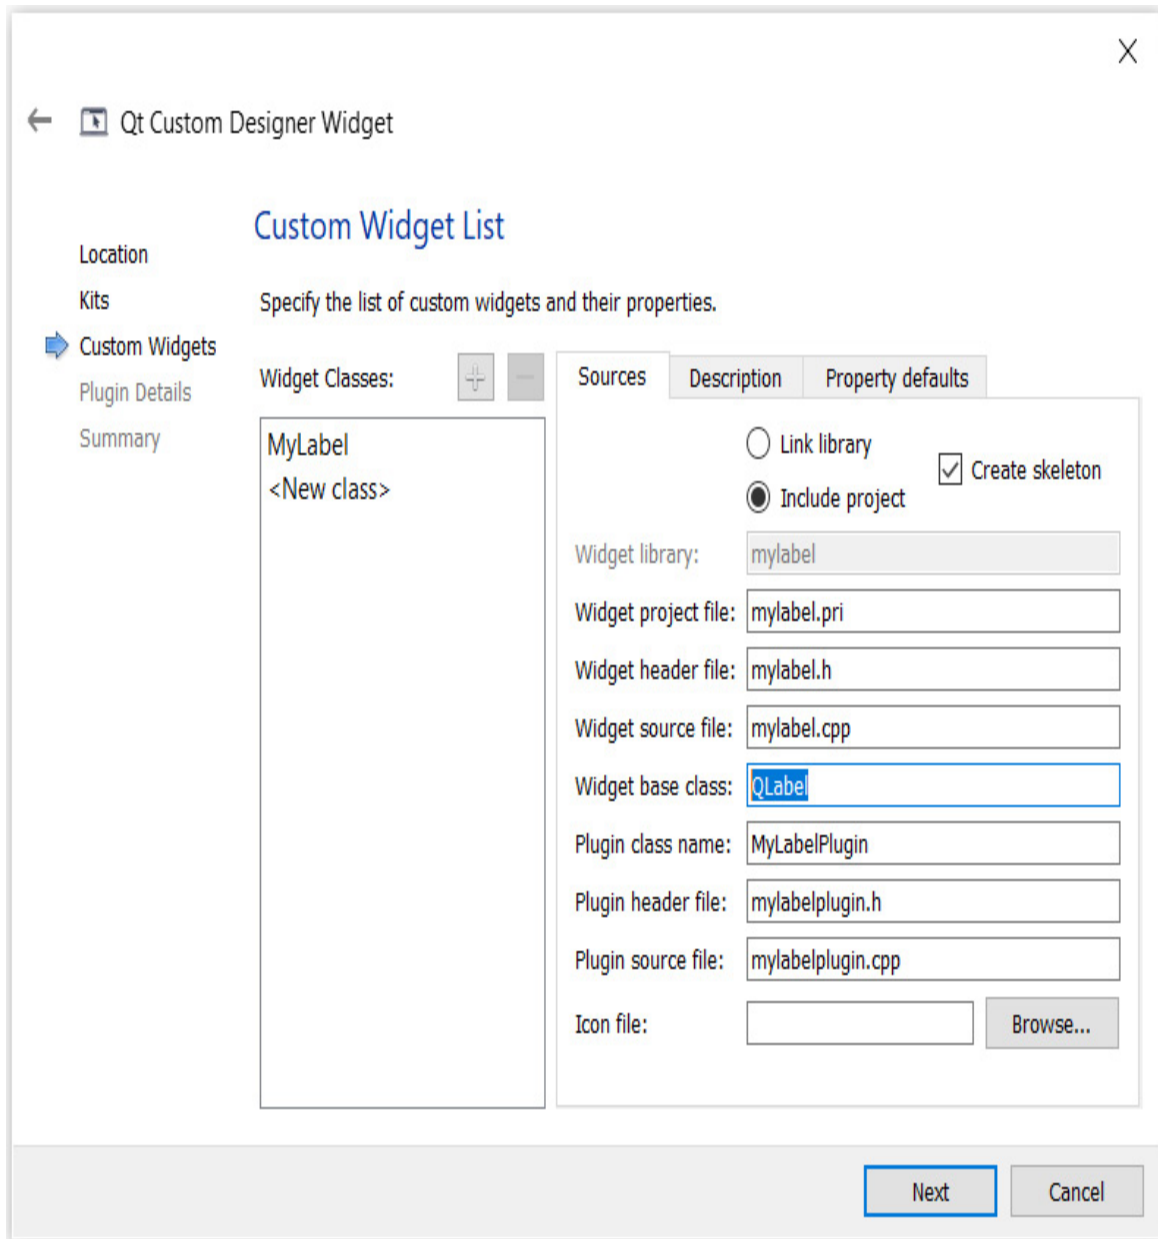 Qt Custom Designer Widget
Custom Widget List
Location
Kits
Custom Widgets
Plugin Details
Summary
Specify the list of custom widgets and their properties.
Widget Classes:
MyLabel
<New class>
Sources
Description
Property defaults
Link library
Include project
Create skeleton
Widget library: mylabel
Widget project file: mylabel.pri
Widget header file: mylabel.h
Widget source file: mylabel.cpp
Widget base class: QLabel
Plugin class name: MyLabelPlugin
Plugin header file: mylabelplugin.h
Plugin source file: mylabelplugin.cpp
Icon file:
Browse...
Next
Cancel